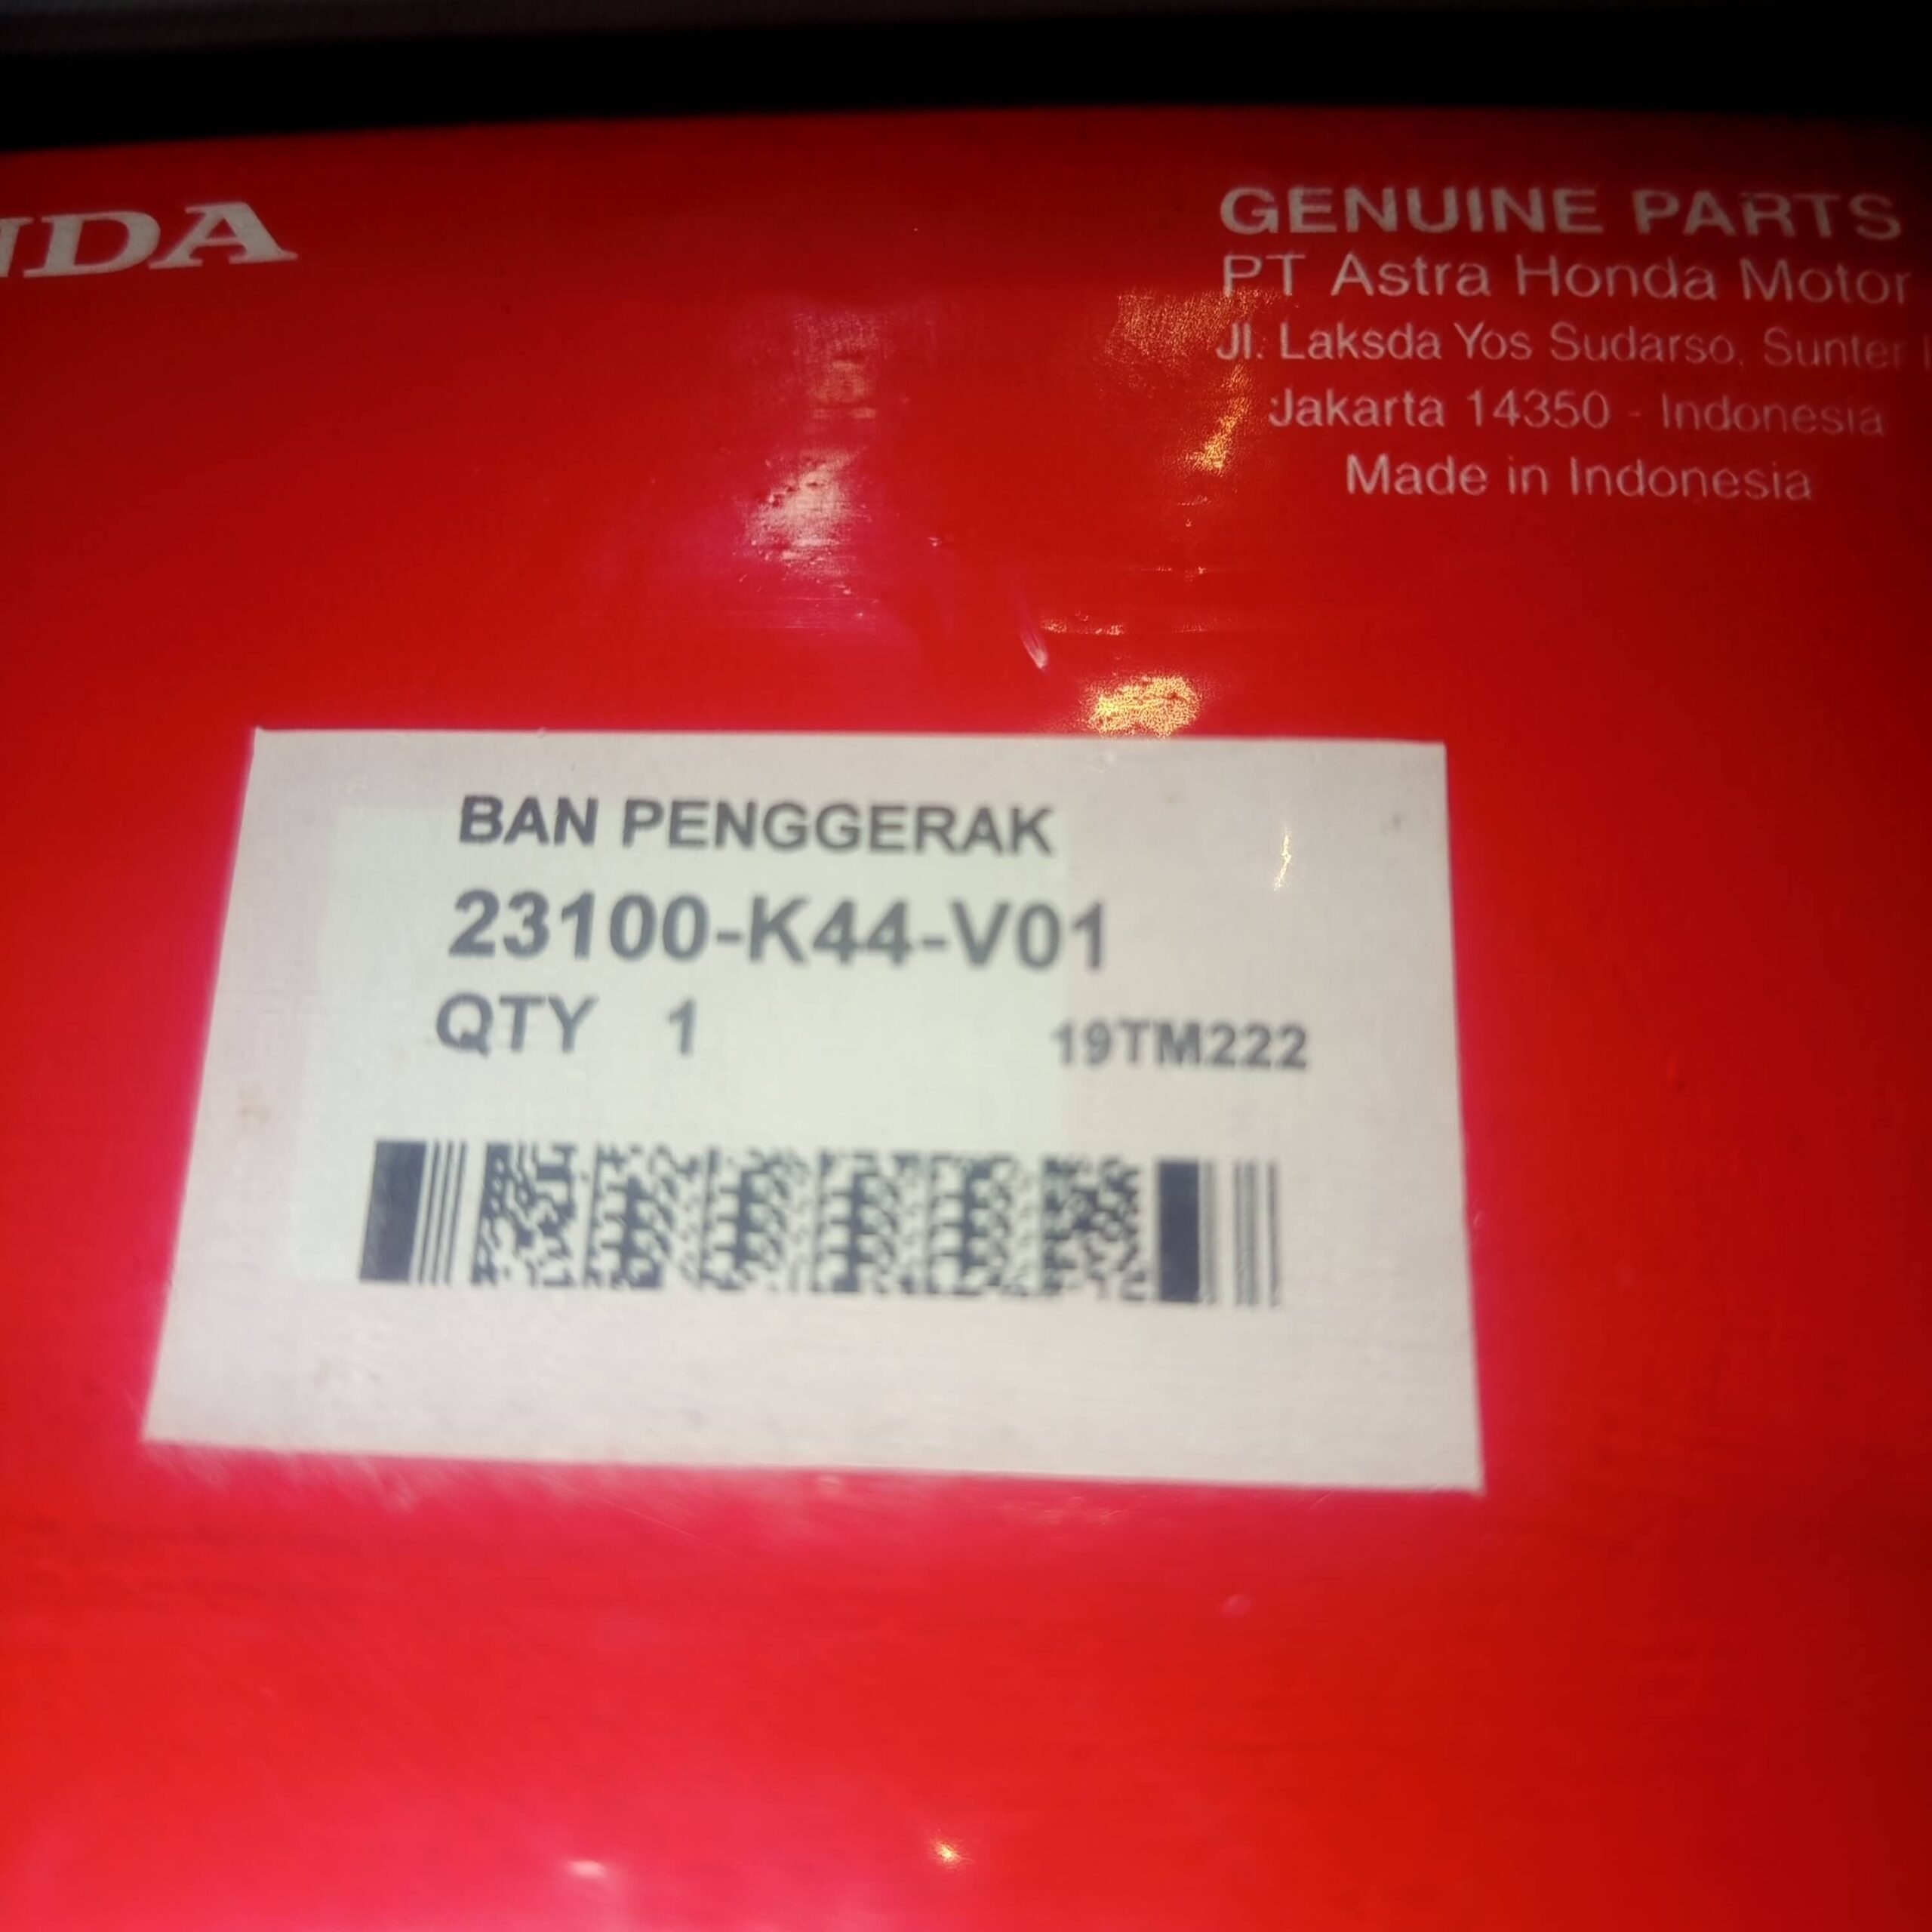 NDA
GENUINE PARTS
PT Astra Honda Motor
Jl. Laksda Yos Sudarso, Sunter
Jakarta 14350 - Indonesia
Made in Indonesia
BAN PENGGERAK
23100-K44-V01
QTY 1
19TM222